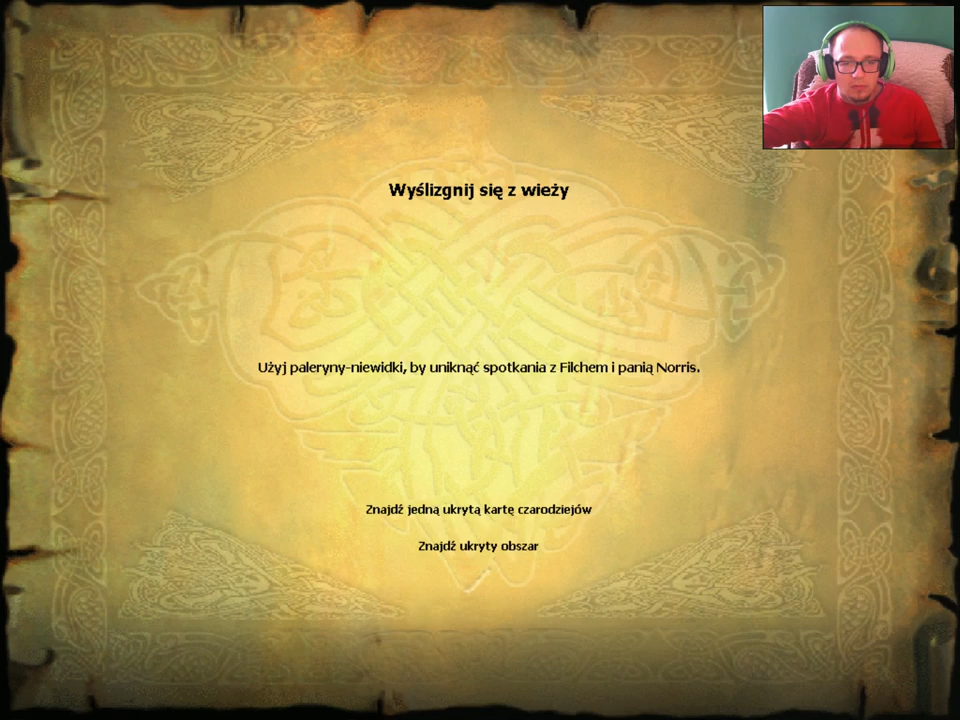 Wyślizgnij się z wieży
Użyj paleryny-niewidki, by uniknąć spotkania z Filchem i panią Norris.
Znajdź jedną ukrytą kartę czarodziejów
Znajdź ukryty obszar